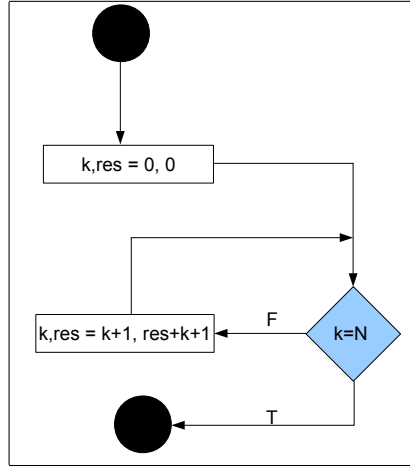 k,res = 0, 0
F
k,res = k+1, res+k+1
k=N
T